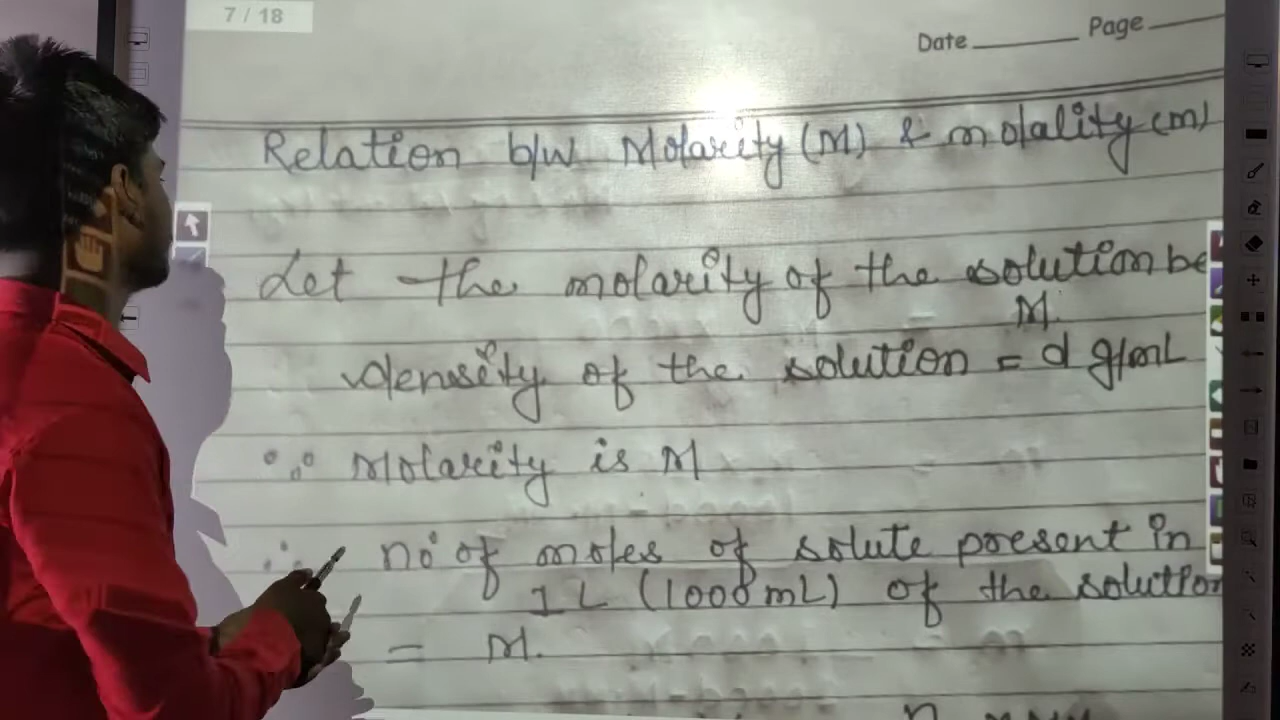 7 / 18
Date Page
Relation b/w Molarity (M) & molality (m)
Let the molarity of the solution be
M.
density of the solution = d g/mL
∵ Molarity is M
∴ no of moles of solute present in
1 L (1000 mL) of the solution
= M.